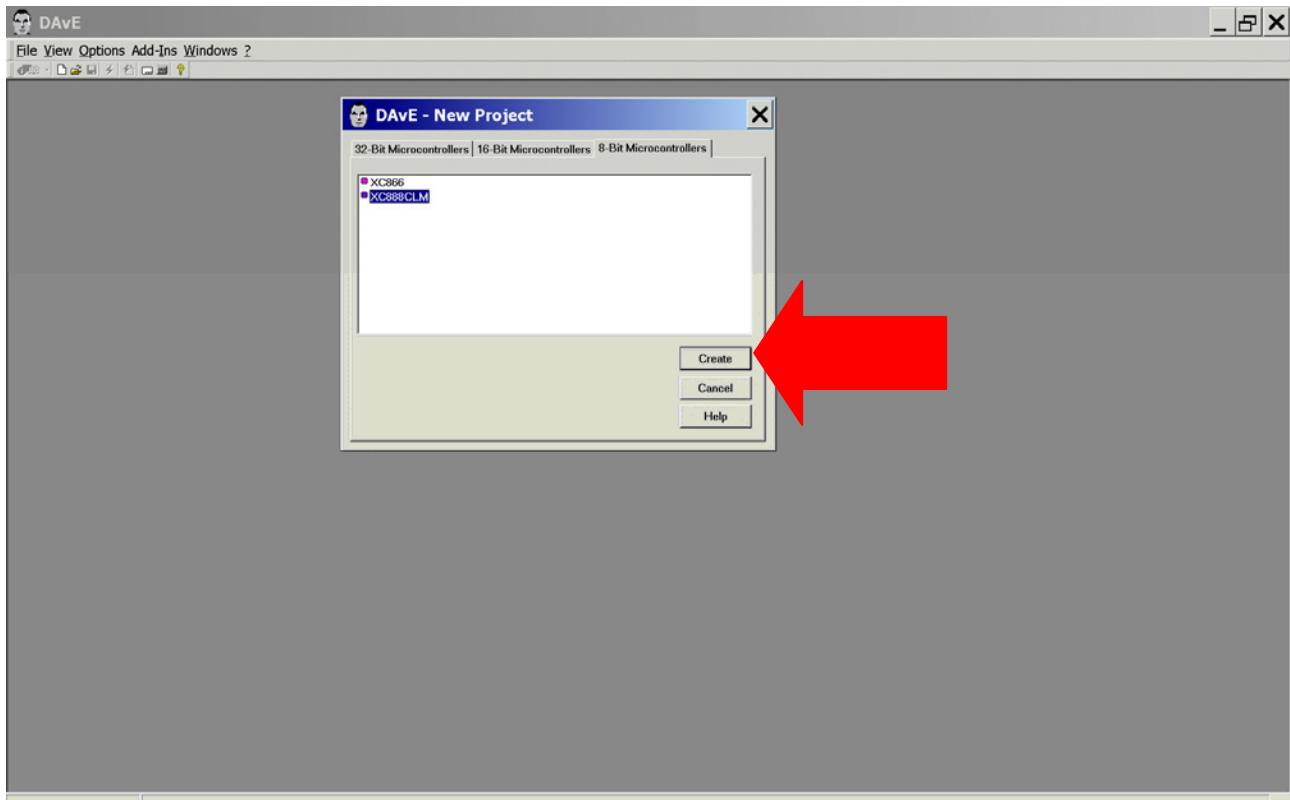 DAvE
File View Options Add-Ins Windows ?
DAvE - New Project
32-Bit Microcontrollers 16-Bit Microcontrollers 8-Bit Microcontrollers
XC866
XC888CLM
Create
Cancel
Help